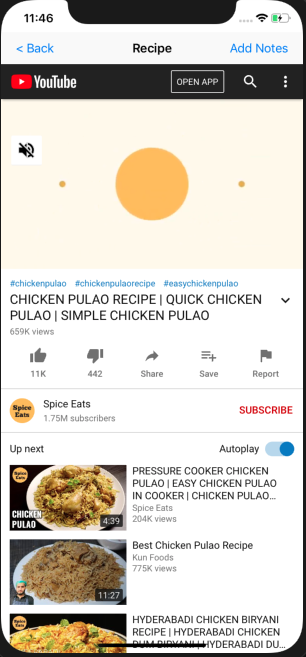 11:46
< Back Recipe Add Notes
YouTube OPEN APP
#chickenpulao #chickenpulaorecipe #easychickenpulao
CHICKEN PULAO RECIPE | QUICK CHICKEN
PULAO | SIMPLE CHICKEN PULAO
659K views
11K 442 Share Save Report
Spice
Eats
Spice Eats
1.75M subscribers
SUBSCRIBE
Up next Autoplay
CHICKEN
PULAO
4:39
PRESSURE COOKER CHICKEN
PULAO | EASY CHICKEN PULAO
IN COOKER | CHICKEN PULAO...
Spice Eats
204K views
11:27
Best Chicken Pulao Recipe
Kun Foods
775K views
HYDERABADI CHICKEN BIRYANI
RECIPE | HYDERABADI CHICKEN
DUM BIRYANI | HYDERABADI DU...